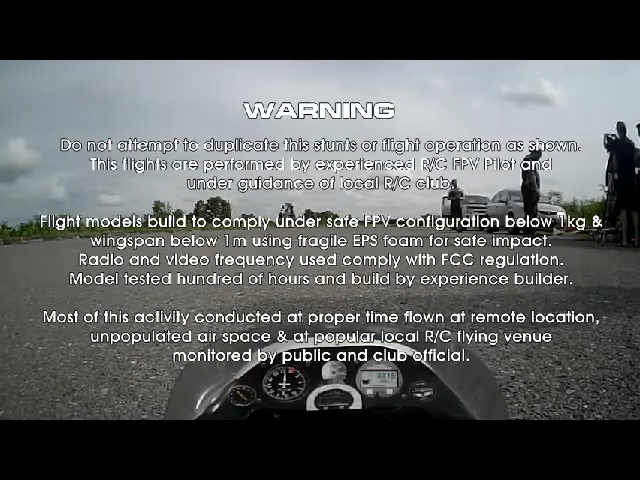 WARNING
Do not attempt to duplicate this stunts or flight operation as shown.
This flights are performed by experienced R/C FPV Pilot and
under guidance of local R/C club.
Flight models build to comply under safe FPV configuration below 1kg &
wingspan below 1m using fragile EPS foam for safe impact.
Radio and video frequency used comply with FCC regulation.
Model tested hundred of hours and build by experience builder.
Most of this activity conducted at proper time flown at remote location,
unpopulated air space & at popular local R/C flying venue
monitored by public and club official.